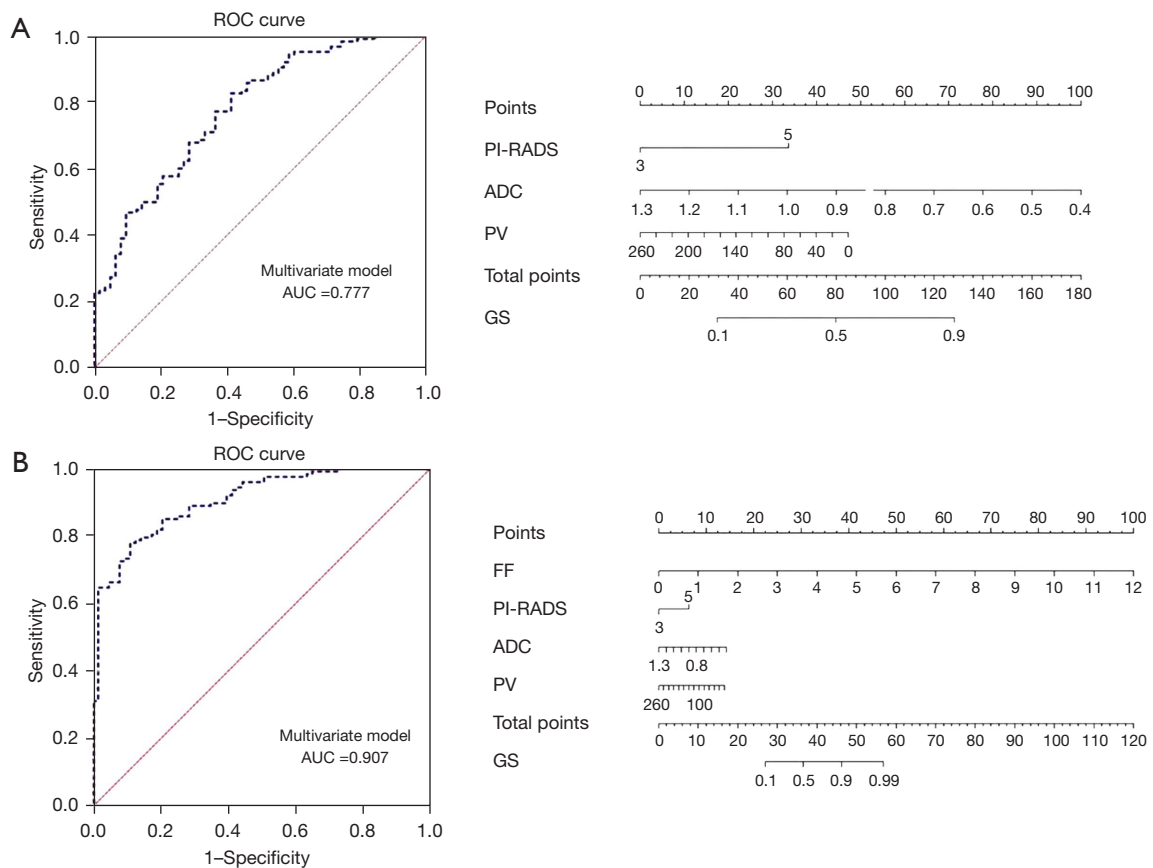 A
ROC curve
1.0
0.8
0.6
0.4
0.2
0.0
Sensitivity
Multivariate model
AUC =0.777
0.0 0.2 0.4 0.6 0.8 1.0
1–Specificity
0 10 20 30 40 50 60 70 80 90 100
Points
5
PI-RADS
3
ADC
1.3 1.2 1.1 1.0 0.9 0.8 0.7 0.6 0.5 0.4
PV
260 200 140 80 40 0
Total points
0 20 40 60 80 100 120 140 160 180
GS
0.1 0.5 0.9
B
ROC curve
1.0
0.8
0.6
0.4
0.2
0.0
Sensitivity
Multivariate model
AUC =0.907
0.0 0.2 0.4 0.6 0.8 1.0
1–Specificity
0 10 20 30 40 50 60 70 80 90 100
Points
FF
0 1 2 3 4 5 6 7 8 9 10 11 12
5
PI-RADS
3
ADC
1.3 0.8
PV
260 100
Total points
0 10 20 30 40 50 60 70 80 90 100 110 120
GS
0.1 0.5 0.9 0.99